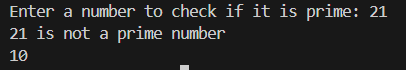 Enter a number to check if it is prime: 21
21 is not a prime number
10